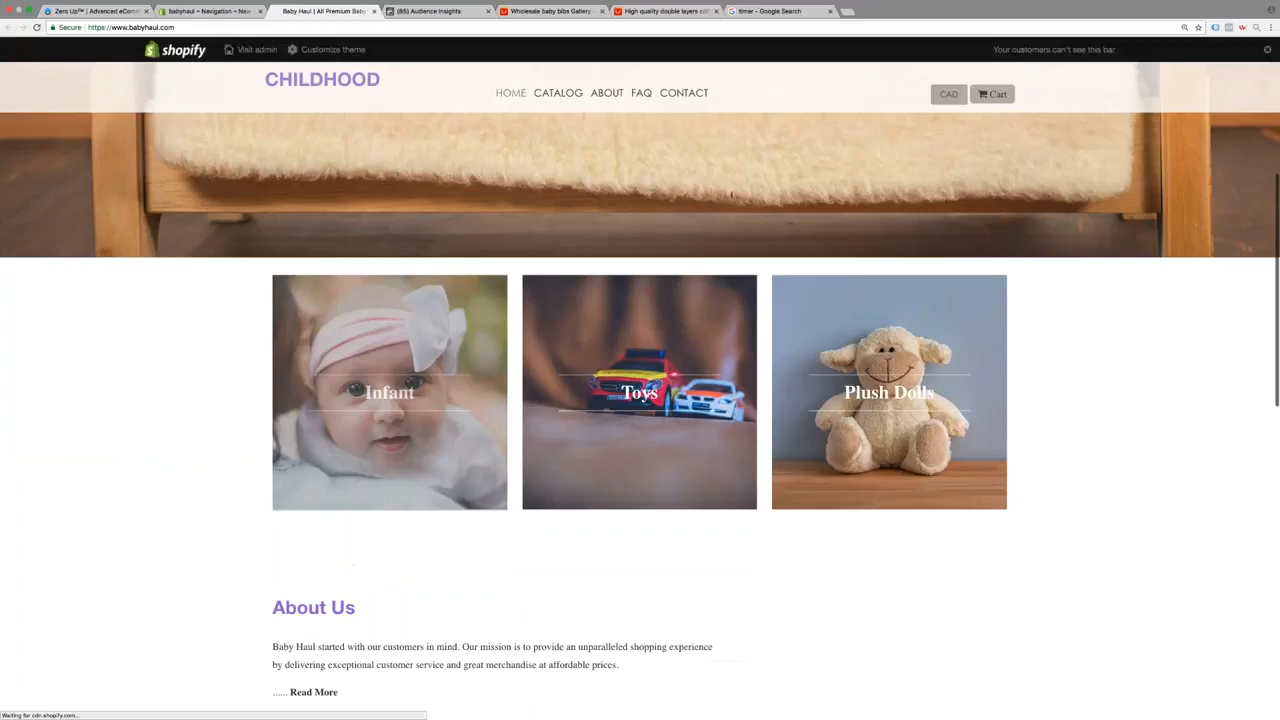 Zero Up™ | Advanced eComm
babyhaul ~ Navigation ~ New
Baby Haul | All Premium Baby
(85) Audience Insights
Wholesale baby bibs Gallery -
High quality double layers col
timer - Google Search
Secure https://www.babyhaul.com
shopify Visit admin Customize theme Your customers can't see this bar
CHILDHOOD
HOME CATALOG ABOUT FAQ CONTACT
CAD Cart
Infant
Toys
Plush Dolls
About Us
Baby Haul started with our customers in mind. Our mission is to provide an unparalleled shopping experience
by delivering exceptional customer service and great merchandise at affordable prices.
...... Read More
Waiting for cdn.shopify.com...